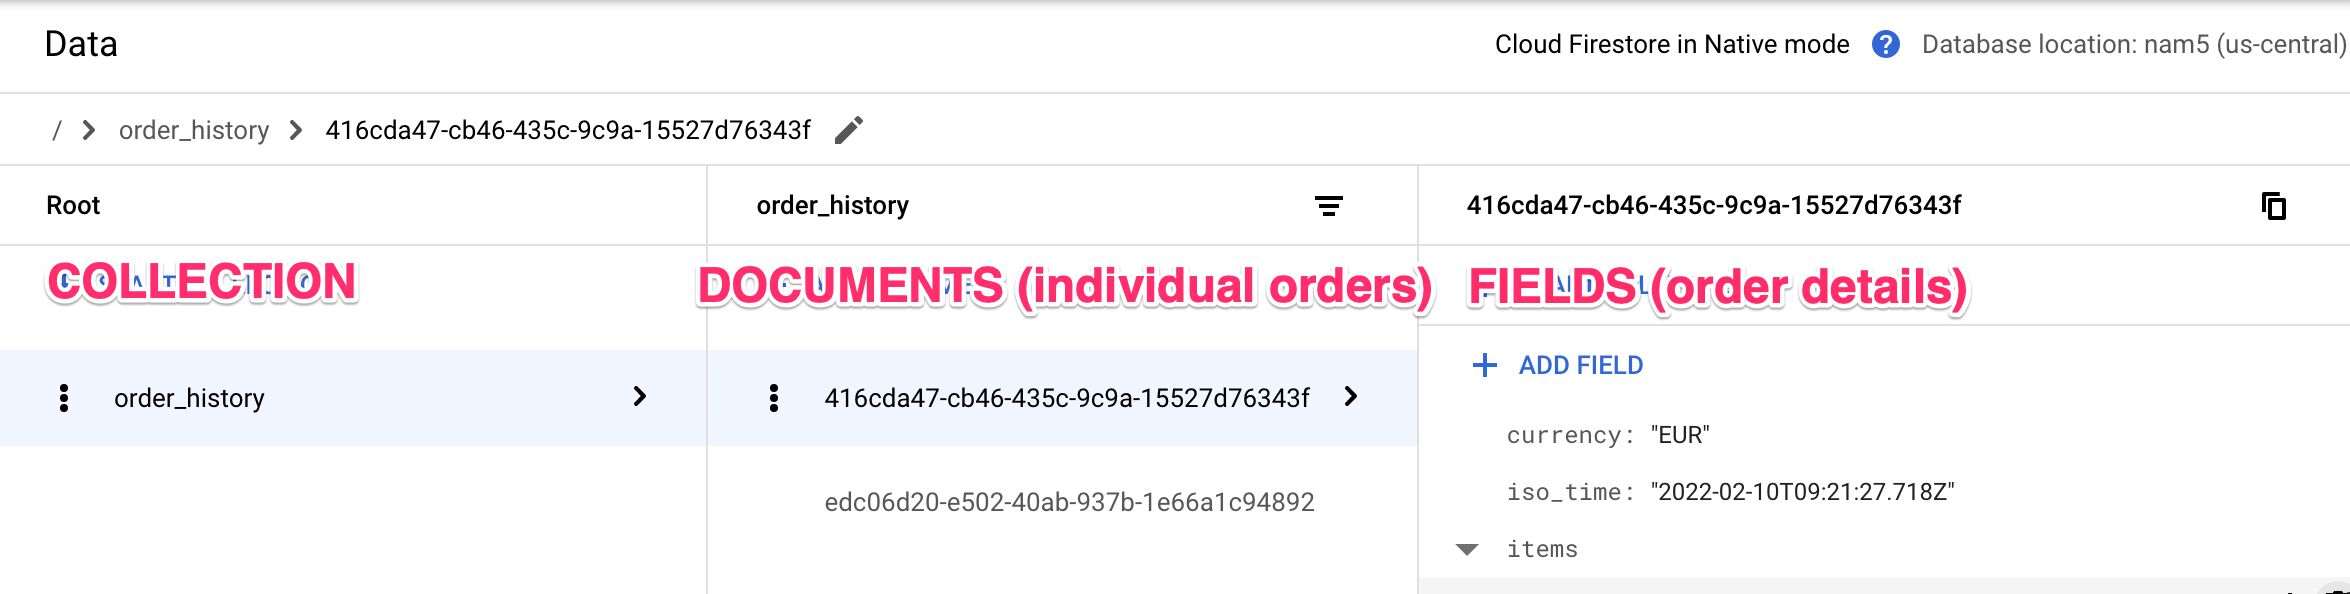 Data
Cloud Firestore in Native mode ? Database location: nam5 (us-central)
/ > order_history > 416cda47-cb46-435c-9c9a-15527d76343f
Root
order_history
416cda47-cb46-435c-9c9a-15527d76343f
COLLECTION
DOCUMENTS (individual orders)
FIELDS (order details)
order_history
416cda47-cb46-435c-9c9a-15527d76343f
edc06d20-e502-40ab-937b-1e66a1c94892
+ ADD FIELD
currency: "EUR"
iso_time: "2022-02-10T09:21:27.718Z"
items